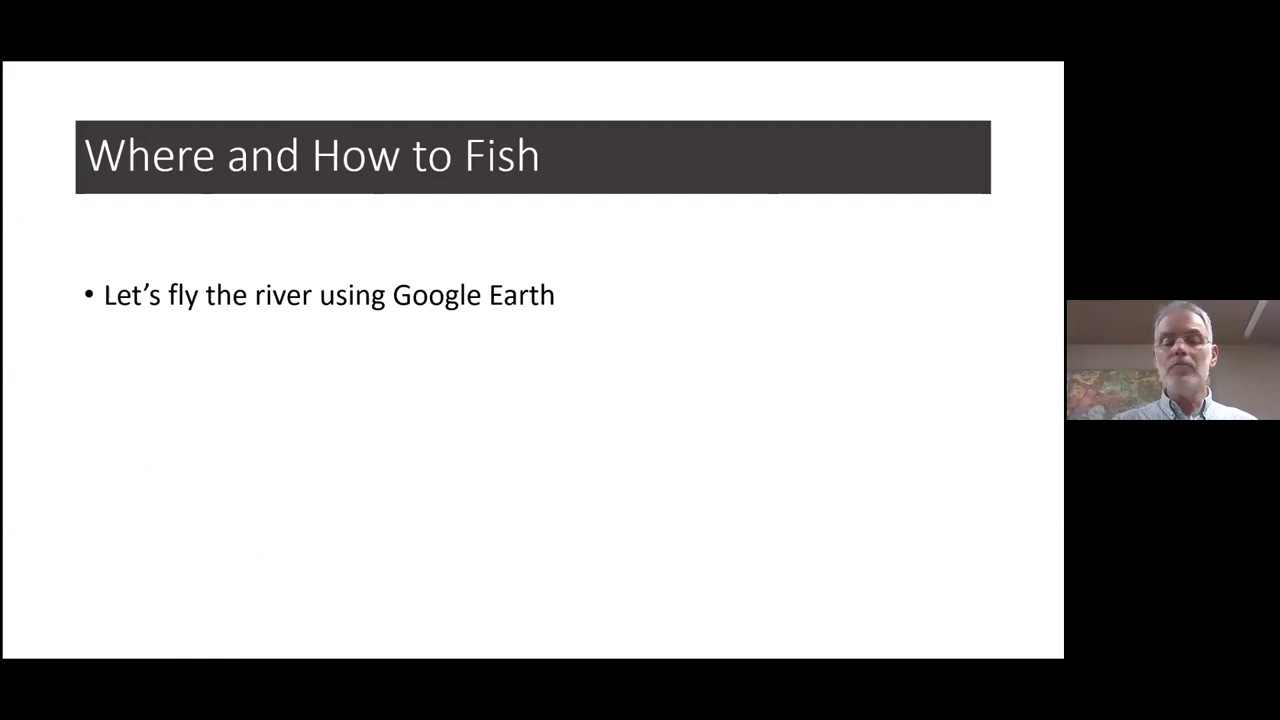 Where and How to Fish
• Let’s fly the river using Google Earth